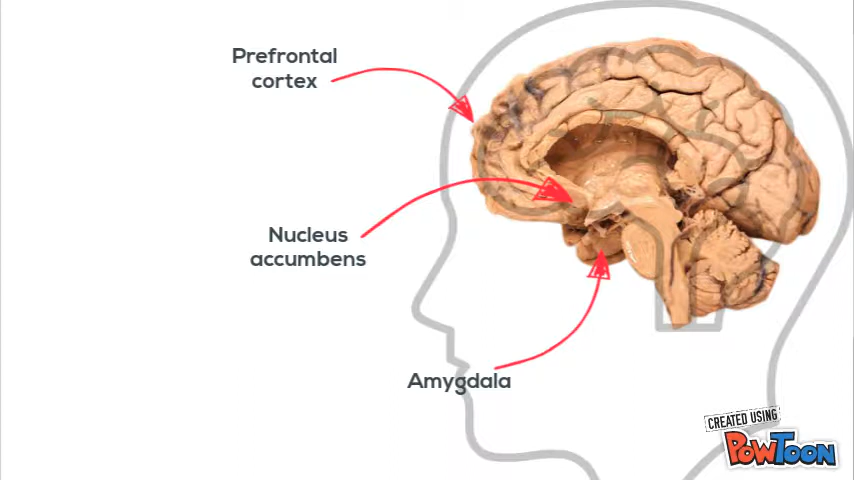 Prefrontal
cortex
Nucleus
accumbens
Amygdala
CREATED USING
POWTOON